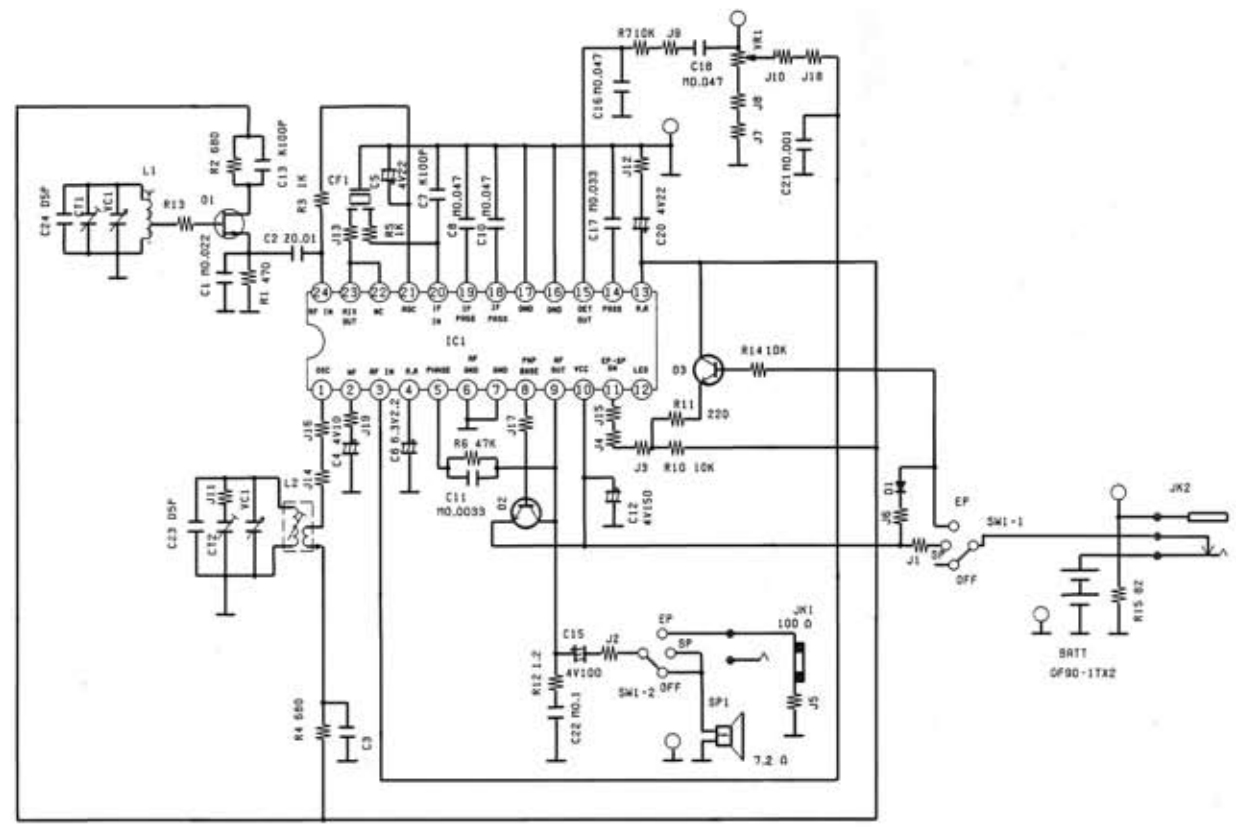 R7 10K
J9
VR1
C18
M0.047
J10
J18
C16 M0.047
J8
J7
C21 M0.001
R2 680
C13 K100P
L1
C24 D5P
CT1
VC1
R13
Q1
R3 1K
CF1
C5
4V22
C7 K100P
C8 M0.047
C10 M0.047
C17 M0.033
J12
C20 4V22
C2 20.01
C1 M0.022
R1 470
J13
R5
1K
24
23
22
21
20
19
18
17
16
15
14
13
RF IN
MIX
OUT
NC
AGC
IF
IN
IF
PASS
IF
PASS
GND
GND
DET
OUT
PASS
IC1
OSC
NF
RF IN
PHASE
RF
GND
GND
PNP
BASE
RF
OUT
VCC
EP-SP
SW
LED
1
2
3
4
5
6
7
8
9
10
11
12
R14 10K
R11
220
J15
J4
J3
R10 10K
J16
J14
C4 4V10
J19
C6 6.3V2.2
R6 47K
C11
M0.0033
J17
C12
4V150
D1
J6
EP
SP
OFF
SW1-1
J1
JK2
R15 82
BATT
C23 D5P
J11
CT2
VC1
L2
C15
4V100
J2
EP
SP
OFF
SW1-2
JK1
100 Ω
J5
R12 1.2
C22 M0.1
SP1
7.2 Ω
R4 680
C3